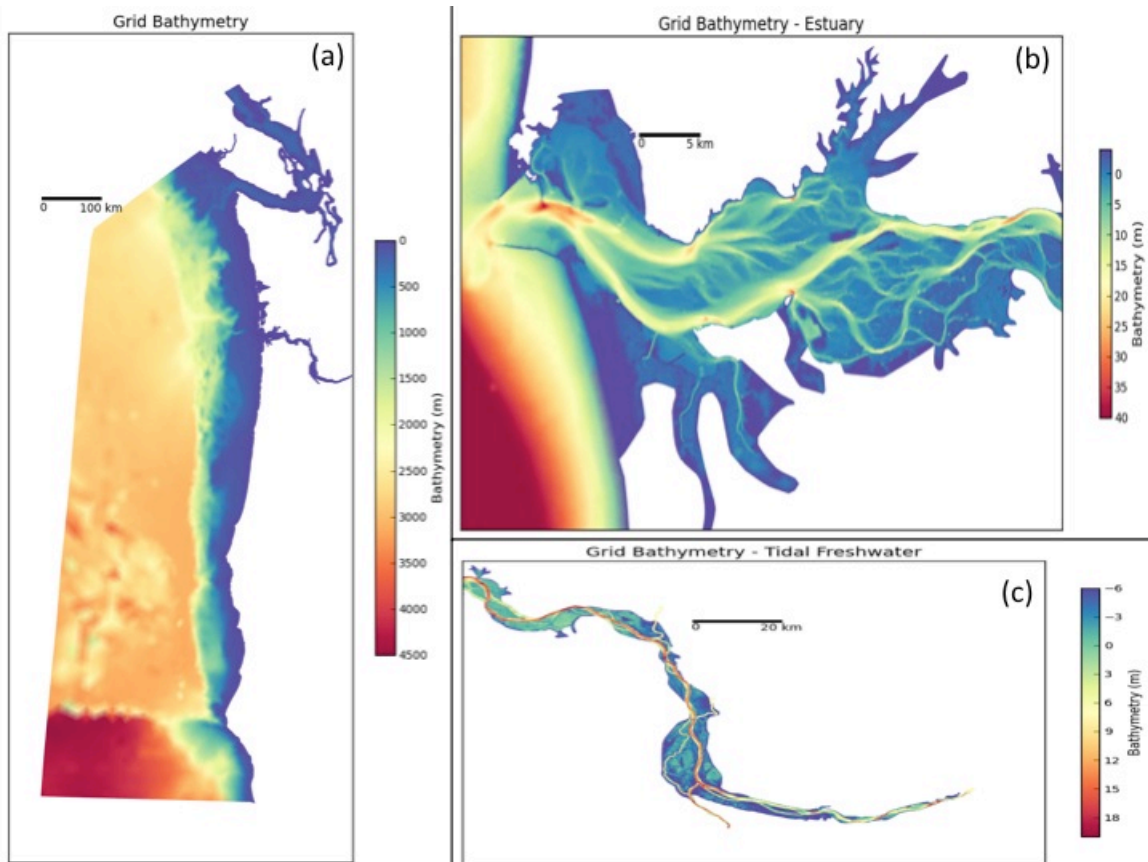 Grid Bathymetry
(a)
0 100 km
0
500
1000
1500
2000
2500
3000
3500
4000
4500
Bathymetry (m)
Grid Bathymetry - Estuary
(b)
0 5 km
0
5
10
15
20
25
30
35
40
Bathymetry (m)
Grid Bathymetry - Tidal Freshwater
(c)
0 20 km
−6
−3
0
3
6
9
12
15
18
Bathymetry (m)